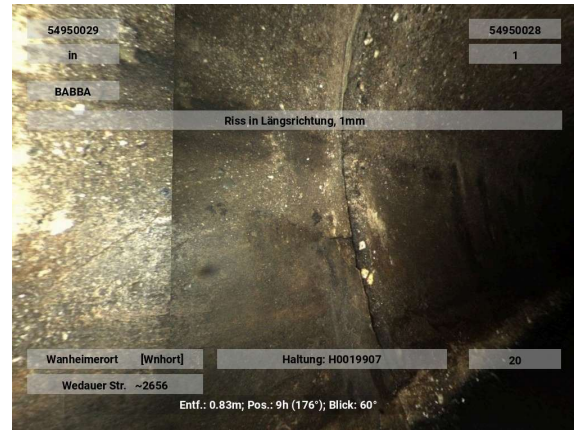 54950029 54950028
in 1
BABBA
Riss in Längsrichtung, 1mm
Wanheimerort [Wnhort] Haltung: H0019907 20
Wedauer Str. ~2656
Entf.: 0.83m; Pos.: 9h (176°); Blick: 60°